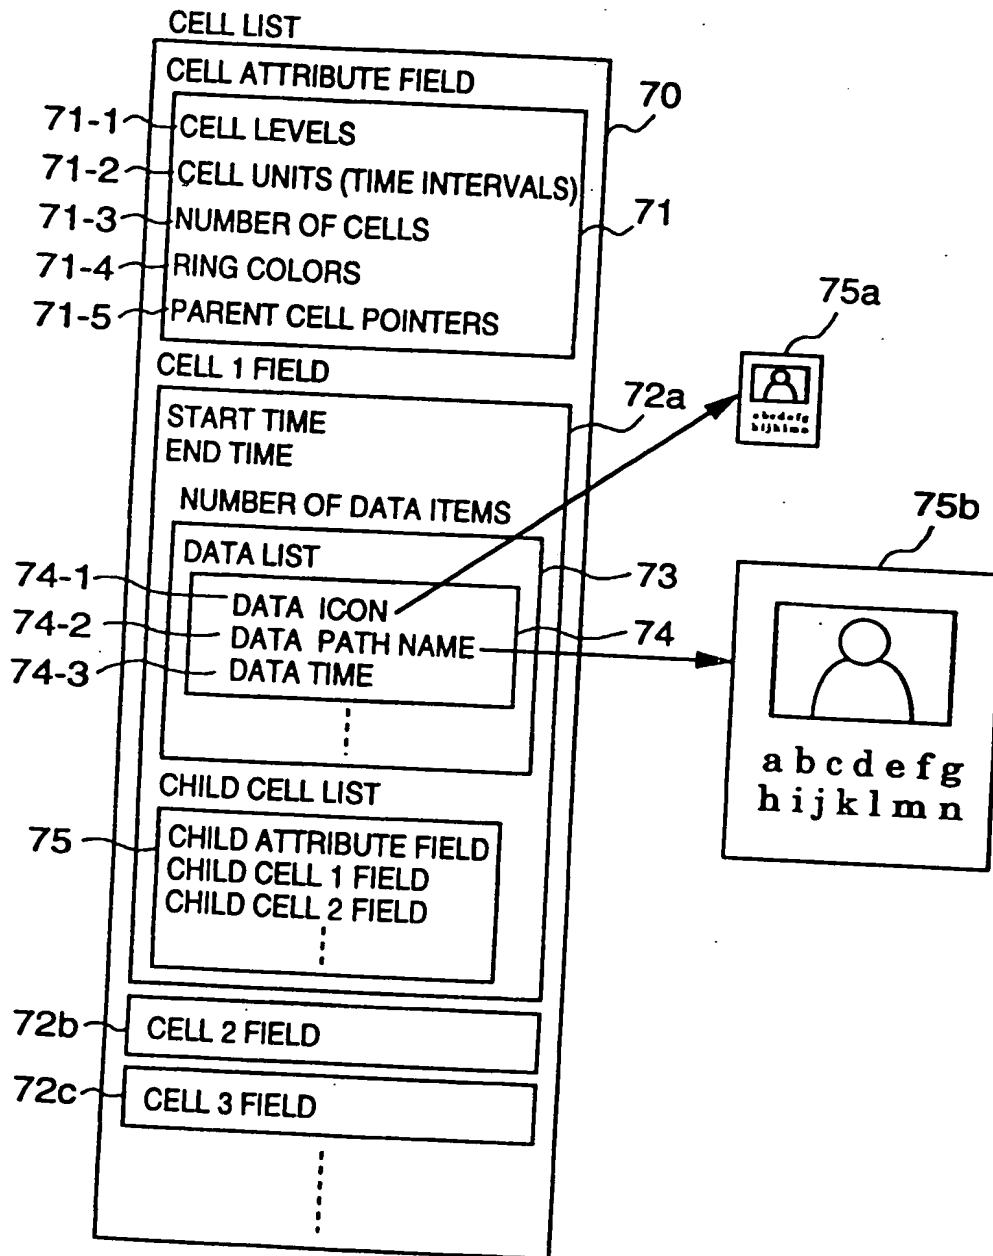 CELL LIST
CELL ATTRIBUTE FIELD
70
71-1
CELL LEVELS
71-2
CELL UNITS (TIME INTERVALS)
71
71-3
NUMBER OF CELLS
71-4
RING COLORS
71-5
PARENT CELL POINTERS
75a
abcdefg
hijklmn
CELL 1 FIELD
72a
START TIME
END TIME
NUMBER OF DATA ITEMS
75b
DATA LIST
73
74-1
DATA ICON
74-2
DATA PATH NAME
74
74-3
DATA TIME
a b c d e f g
h i j k l m n
CHILD CELL LIST
75
CHILD ATTRIBUTE FIELD
CHILD CELL 1 FIELD
CHILD CELL 2 FIELD
72b
CELL 2 FIELD
72c
CELL 3 FIELD